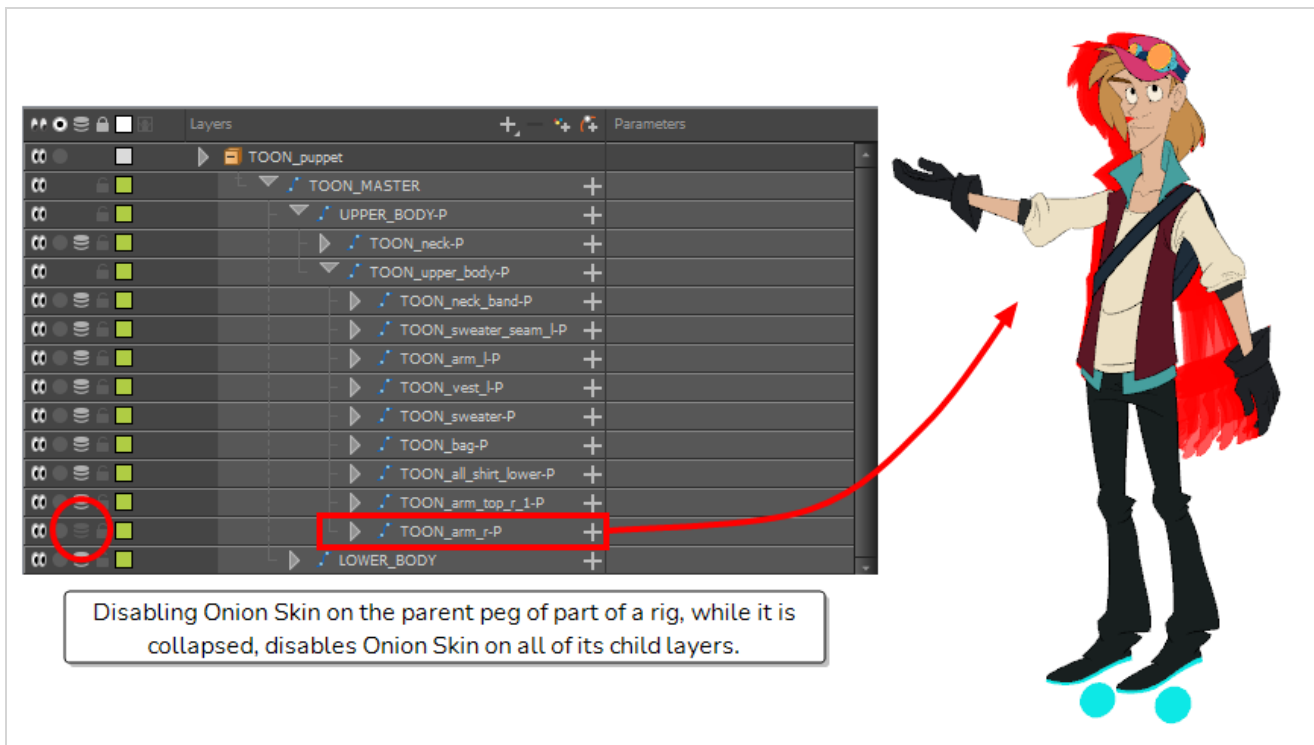 Layers
Parameters
TOON_puppet
TOON_MASTER
UPPER_BODY-P
TOON_neck-P
TOON_upper_body-P
TOON_neck_band-P
TOON_sweater_seam_l-P
TOON_arm_l-P
TOON_vest_l-P
TOON_sweater-P
TOON_bag-P
TOON_all_shirt_lower-P
TOON_arm_top_r_1-P
TOON_arm_r-P
LOWER_BODY
Disabling Onion Skin on the parent peg of part of a rig, while it is
collapsed, disables Onion Skin on all of its child layers.